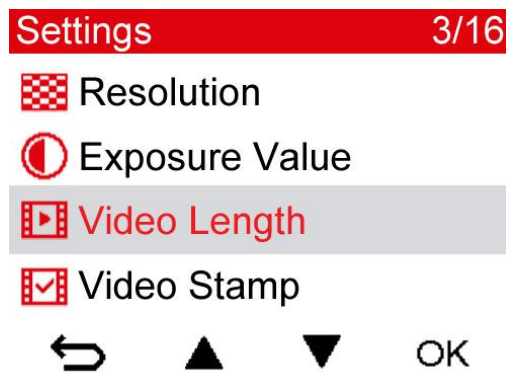 Settings 3/16
Resolution
Exposure Value
Video Length
Video Stamp
OK